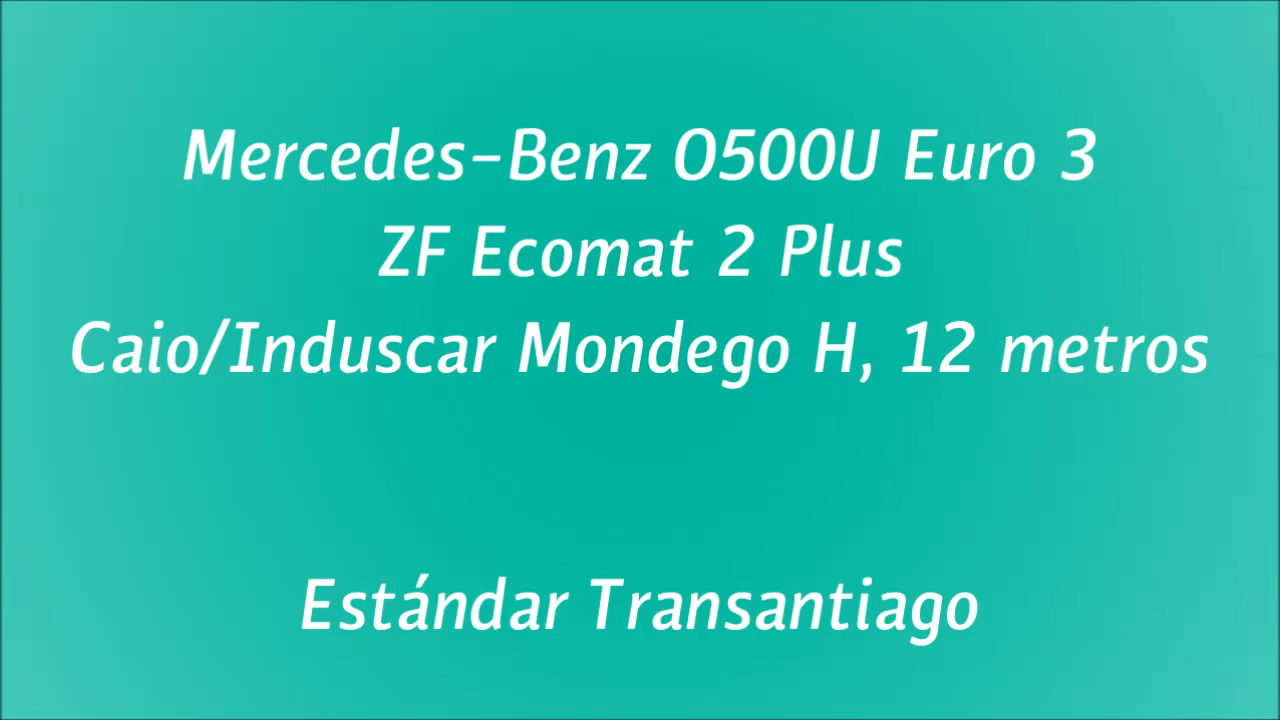 Mercedes-Benz O500U Euro 3
ZF Ecomat 2 Plus
Caio/Induscar Mondego H, 12 metros
Estándar Transantiago